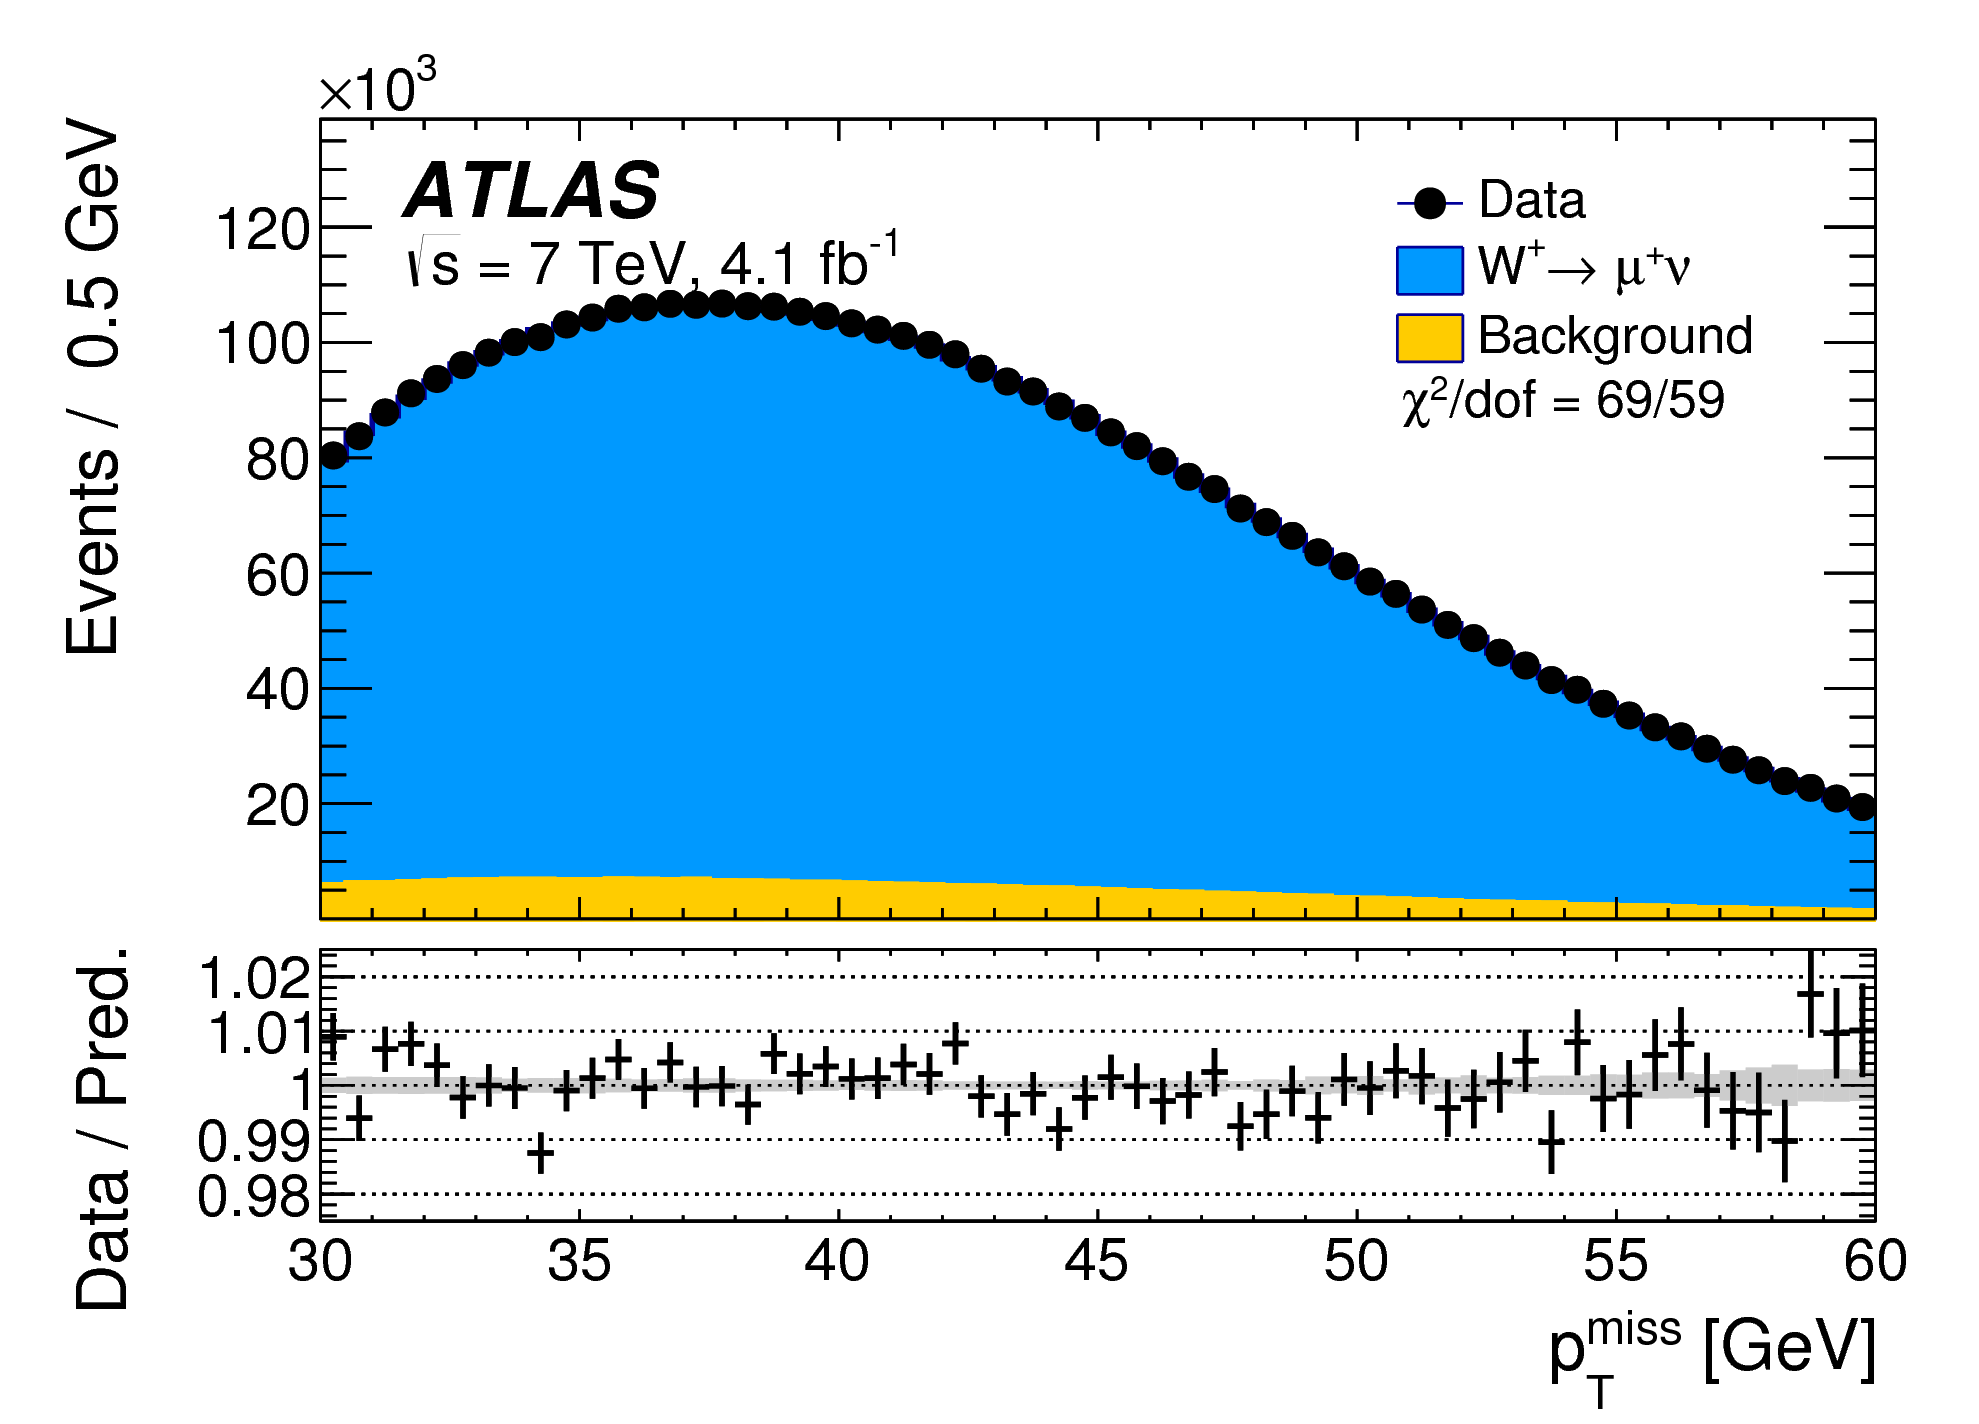 ×10³
ATLAS
√s = 7 TeV, 4.1 fb⁻¹
Data
W⁺→ μ⁺ν
Background
χ²/dof = 69/59
Events / 0.5 GeV
120
100
80
60
40
20
Data / Pred.
1.02
1.01
1
0.99
0.98
30 35 40 45 50 55 60
p_T^miss [GeV]